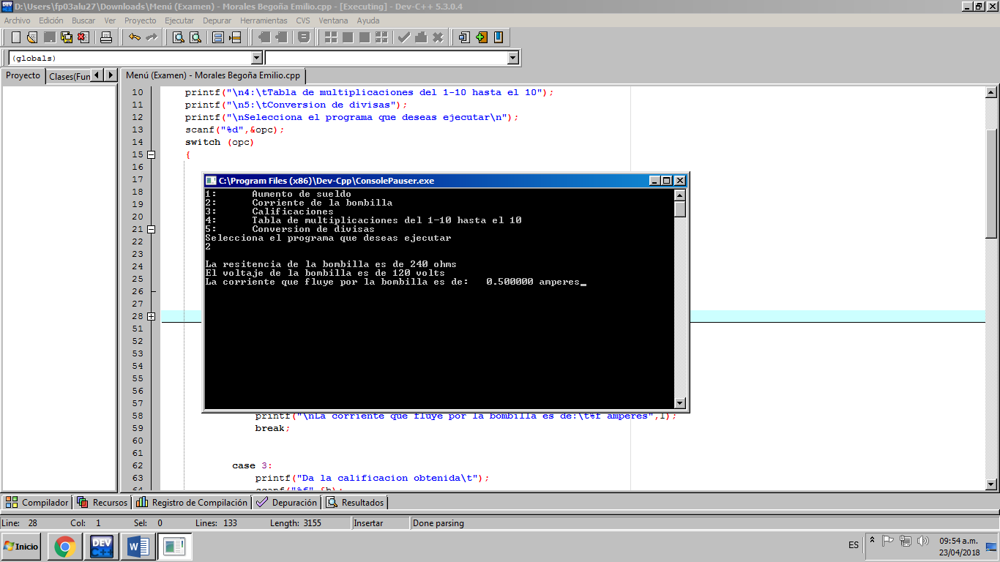 D:\Users\fp03alu27\Downloads\Menú (Examen) - Morales Begoña Emilio.cpp - [Executing] - Dev-C++ 5.3.0.4
Archivo Edición Buscar Ver Proyecto Ejecutar Depurar Herramientas CVS Ventana Ayuda
(globals)
Proyecto Clases(Fun Menú (Examen) - Morales Begoña Emilio.cpp
10 printf("\n4:\tTabla de multiplicaciones del 1-10 hasta el 10");
11 printf("\n5:\tConversion de divisas");
12 printf("\nSelecciona el programa que deseas ejecutar\n");
13 scanf("%d",&opc);
14 switch (opc)
15 {
16
17
18
19
20
21
22
23
24
25
26
27
28
51
52
53
54
55
56
57
C:\Program Files (x86)\Dev-Cpp\ConsolePauser.exe
1: Aumento de sueldo
2: Corriente de la bombilla
3: Calificaciones
4: Tabla de multiplicaciones del 1-10 hasta el 10
5: Conversion de divisas
Selecciona el programa que deseas ejecutar
2
La resitencia de la bombilla es de 240 ohms
El voltaje de la bombilla es de 120 volts
La corriente que fluye por la bombilla es de: 0.500000 amperes
58 printf("\nLa corriente que fluye por la bombilla es de:\t%f amperes",I);
59 break;
60
61
62 case 3:
63 printf("Da la calificacion obtenida\t");
64 scanf("%f",&b);
Compilador Recursos Registro de Compilación Depuración Resultados
Line: 28 Col: 1 Sel: 0 Lines: 133 Length: 3155 Insertar Done parsing
Inicio DEV C++ W ES 09:54 a.m.
23/04/2018